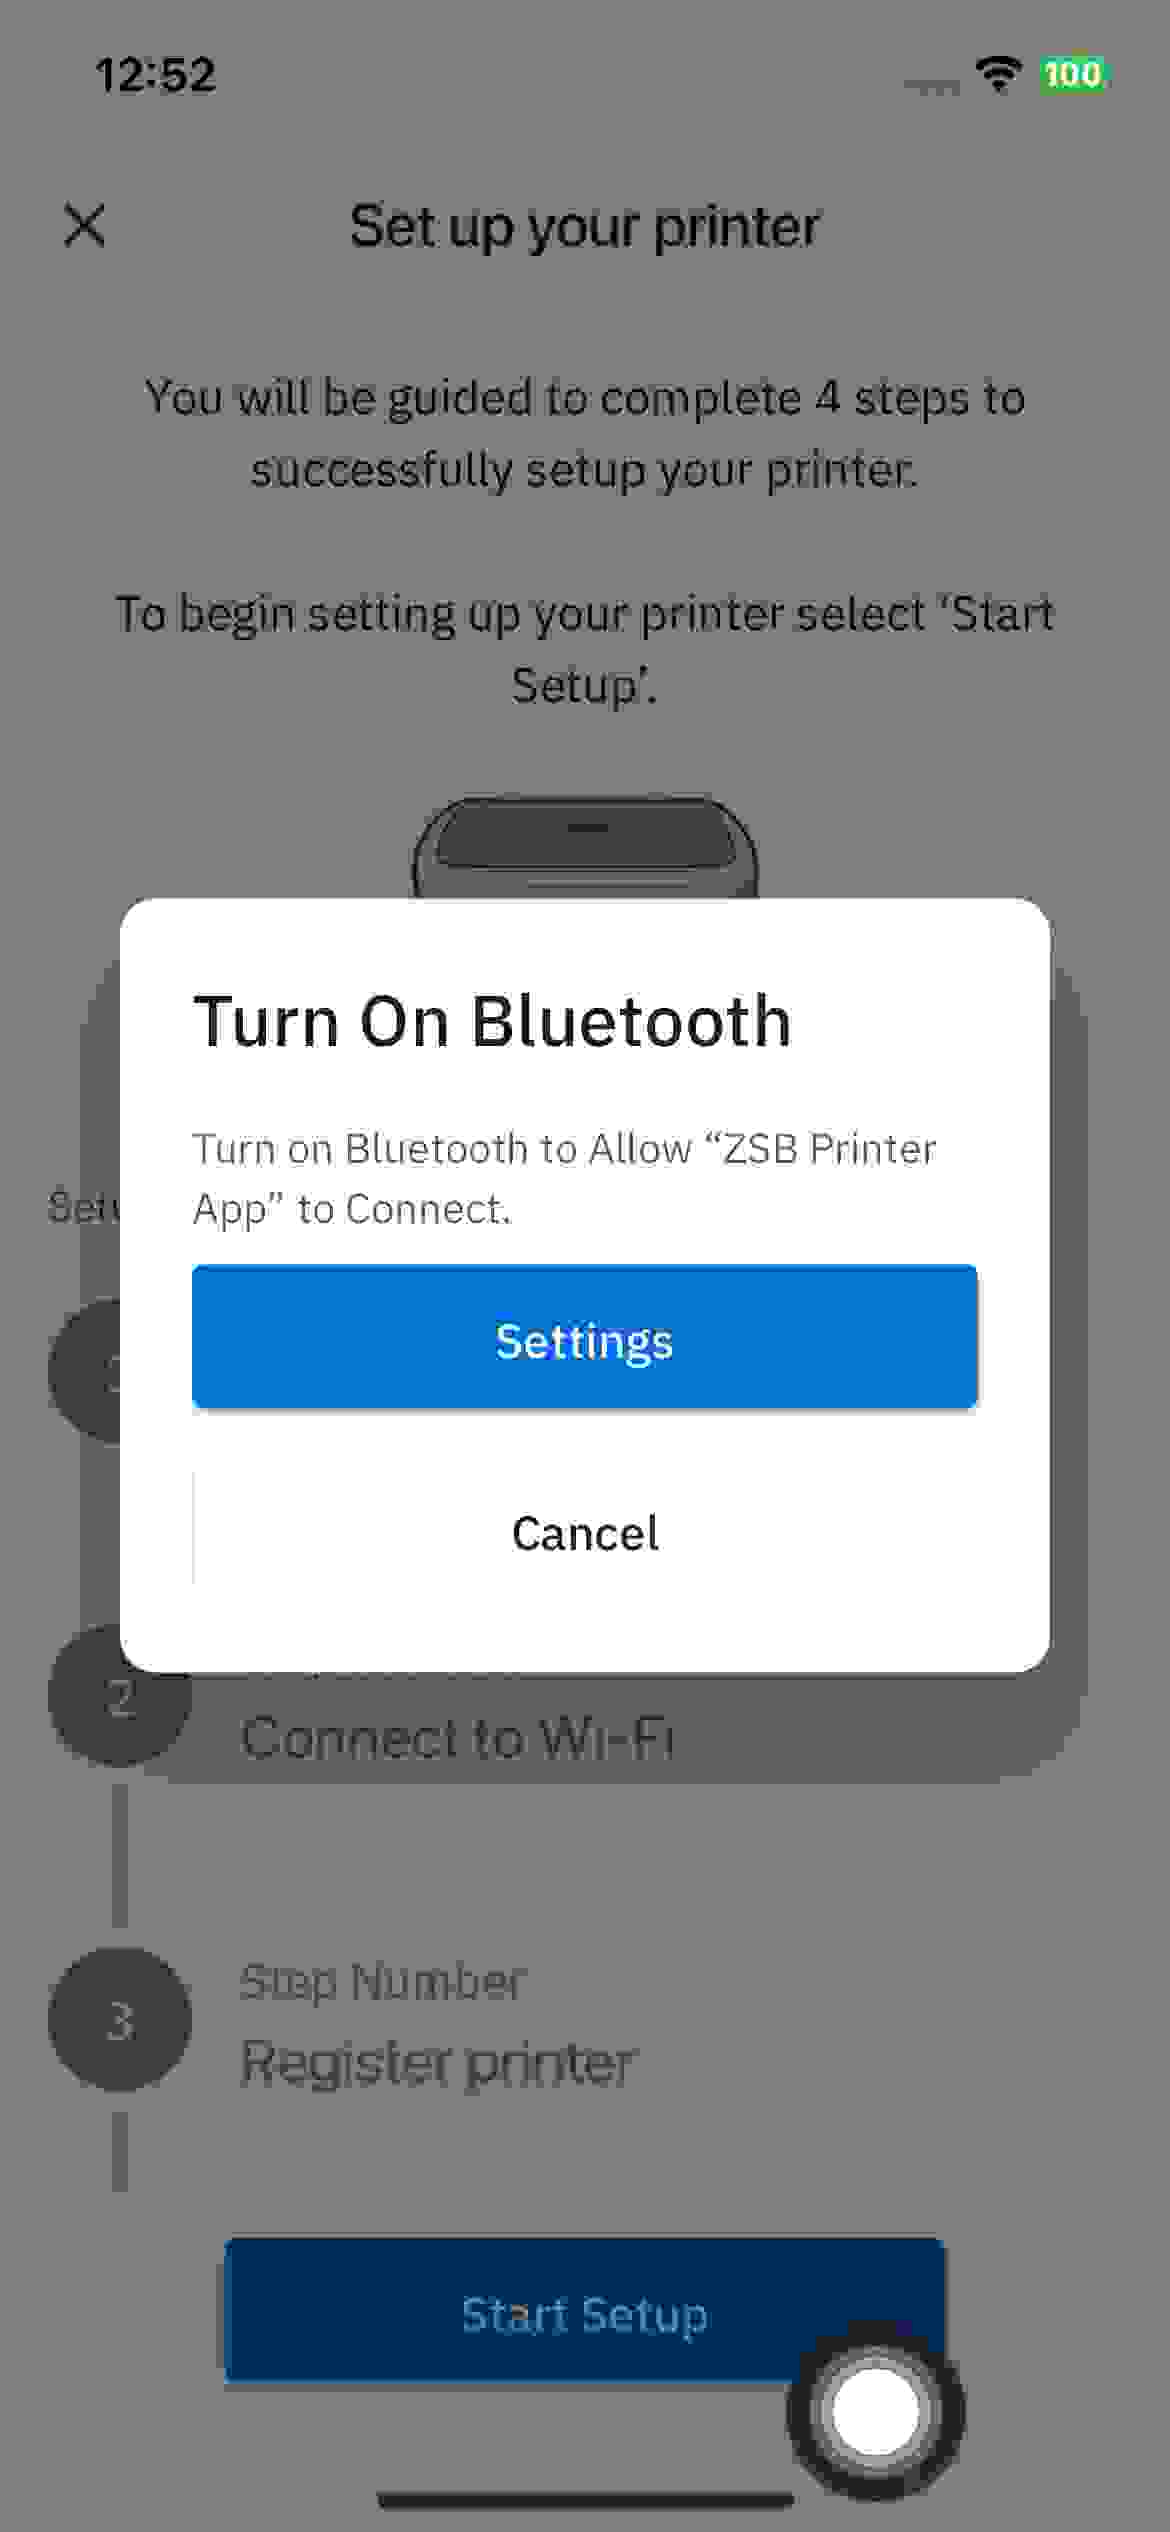 12:52
100
Set up your printer
You will be guided to complete 4 steps to
successfully setup your printer.
To begin setting up your printer select ‘Start
Setup’.
Turn On Bluetooth
Turn on Bluetooth to Allow “ZSB Printer
App” to Connect.
Settings
Cancel
2
Connect to Wi-Fi
Step Number
3
Register printer
Start Setup